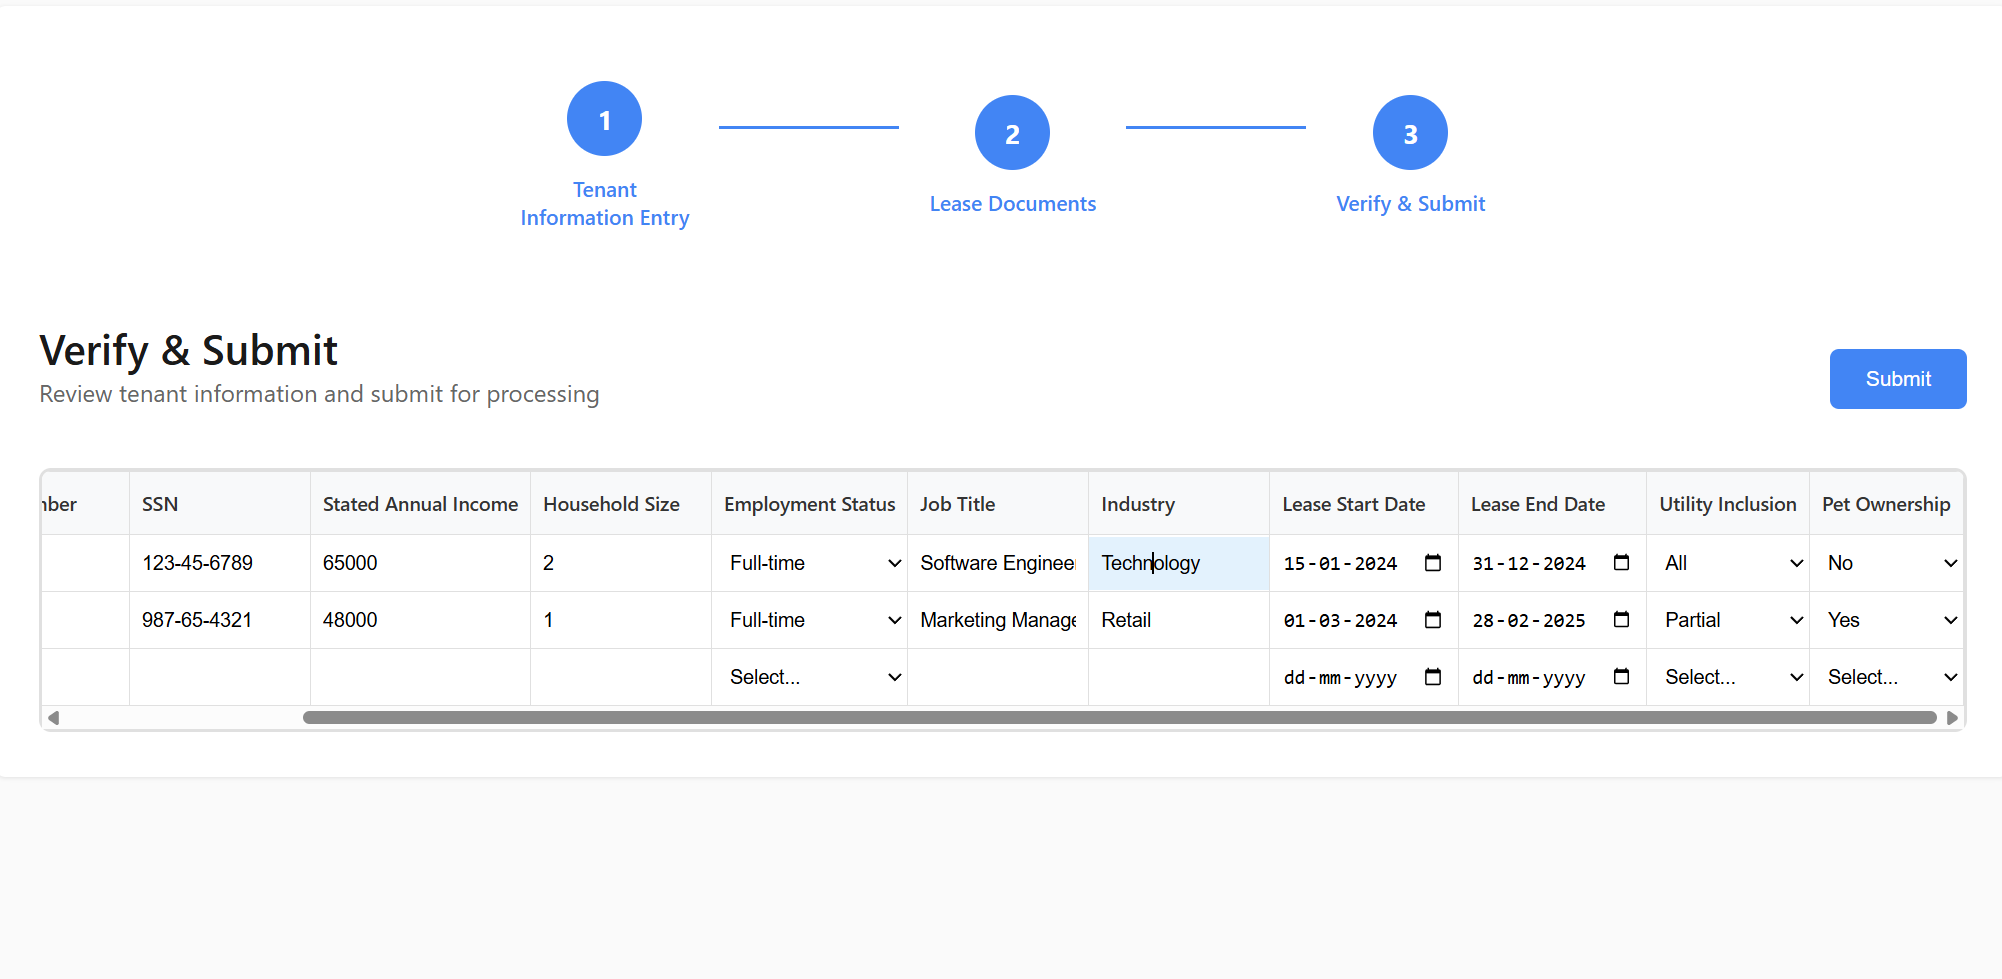 1
2
3
Tenant
Information Entry
Lease Documents
Verify & Submit
Verify & Submit
Review tenant information and submit for processing
Submit
SSN Stated Annual Income Household Size Employment Status Job Title Industry Lease Start Date Lease End Date Utility Inclusion Pet Ownership
123-45-6789 65000 2 Full-time Software Technology 15-01-2024 31-12-2024 All No
987-65-4321 48000 1 Full-time Marketing Retail 01-03-2024 28-02-2025 Partial Yes
Select... dd-mm-yyyy dd-mm-yyyy Select... Select...